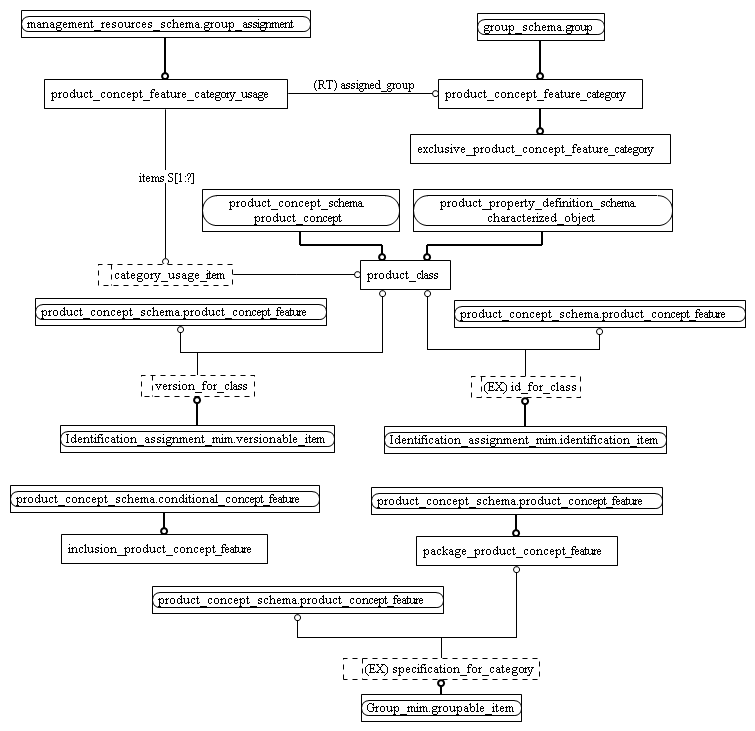 management_resources_schema.group_assignment
group_schema.group
(RT) assigned_group
product_concept_feature_category_usage
product_concept_feature_category
exclusive_product_concept_feature_category
items S[1:?]
product_concept_schema.
product_concept
product_property_definition_schema.
characterized_object
category_usage_item
product_class
product_concept_schema.product_concept_feature
product_concept_schema.product_concept_feature
version_for_class
(EX) id_for_class
Identification_assignment_mim.versionable_item
Identification_assignment_mim.identification_item
product_concept_schema.conditional_concept_feature
product_concept_schema.product_concept_feature
inclusion_product_concept_feature
package_product_concept_feature
product_concept_schema.product_concept_feature
(EX) specification_for_category
Group_mim.groupable_item